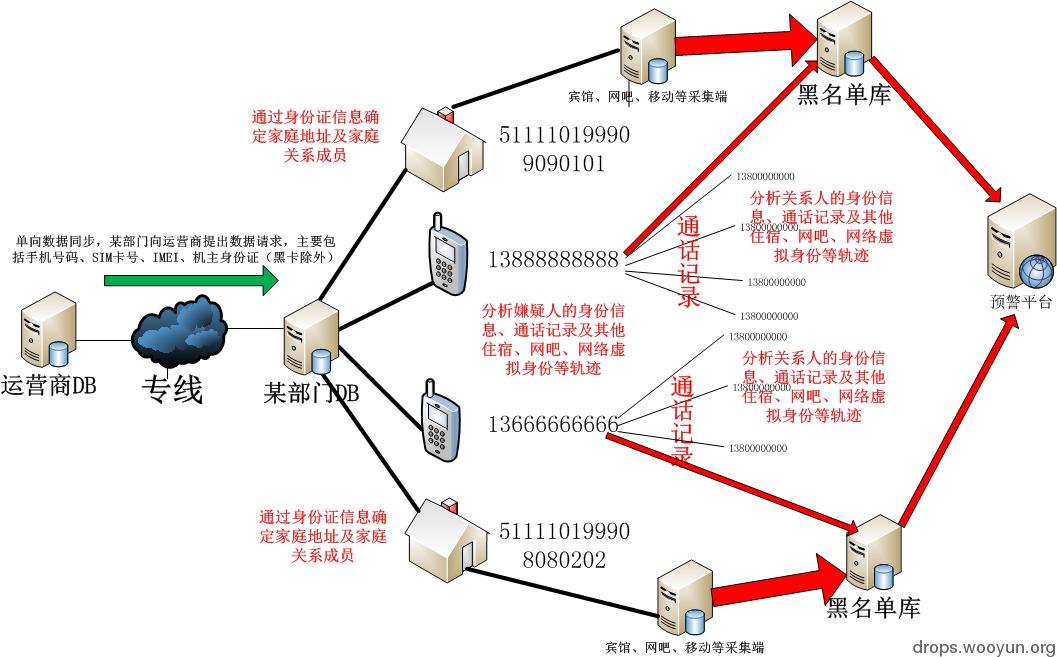 宾馆、网吧、移动等采集端
黑名单库
通过身份证信息确
定家庭地址及家庭
关系成员
51111019990
9090101
13800000000
分析关系人的身份信
息、通话记录及其他
住宿、网吧、网络虚
拟身份等轨迹
13800000000
通话记录
单向数据同步，某部门向运营商提出数据请求，主要包
括手机号码、SIM卡号、IMEI、机主身份证（黑卡除外）
13888888888
13800000000
13800000000
预警平台
分析嫌疑人的身份信
息、通话记录及其他
住宿、网吧、网络虚
拟身份等轨迹
13800000000
分析关系人的身份信
息、通话记录及其他
住宿、网吧、网络虚
拟身份等轨迹
13800000000
通话记录
运营商DB
专线
某部门DB
13666666666
13800000000
通过身份证信息确
定家庭地址及家庭
关系成员
51111019990
8080202
黑名单库
宾馆、网吧、移动等采集端
drops.wooyun.org